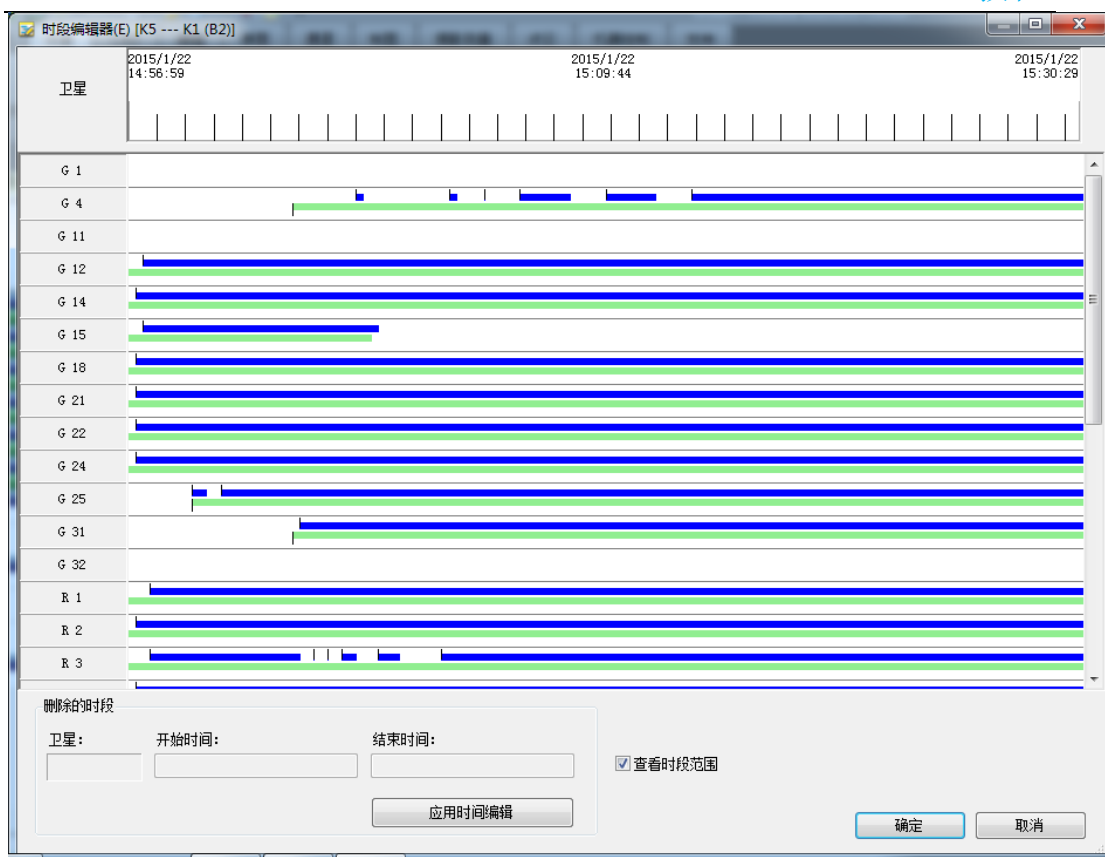 时段编辑器(E) [K5 --- K1 (B2)]
卫星
2015/1/22
14:56:59
2015/1/22
15:09:44
2015/1/22
15:30:29
G 1
G 4
G 11
G 12
G 14
G 15
G 18
G 21
G 22
G 24
G 25
G 31
G 32
R 1
R 2
R 3
删除的时段
卫星:
开始时间:
结束时间:
查看时段范围
应用时间编辑
确定
取消